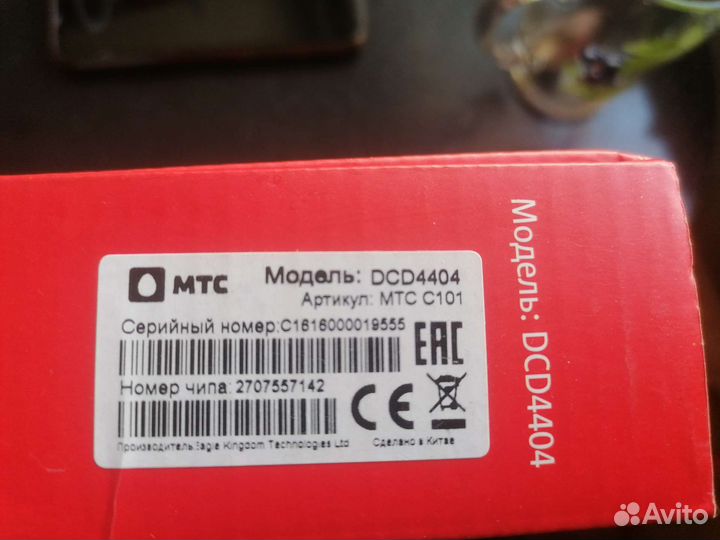 МТС
Модель: DCD4404
Артикул: МТС C101
Серийный номер:C1616000019555
EAC
Номер чипа: 2707557142
CE
Производитель:Eagle Kingdom Technologies Ltd
Сделано в Китае
Модель: DCD4404
Avito